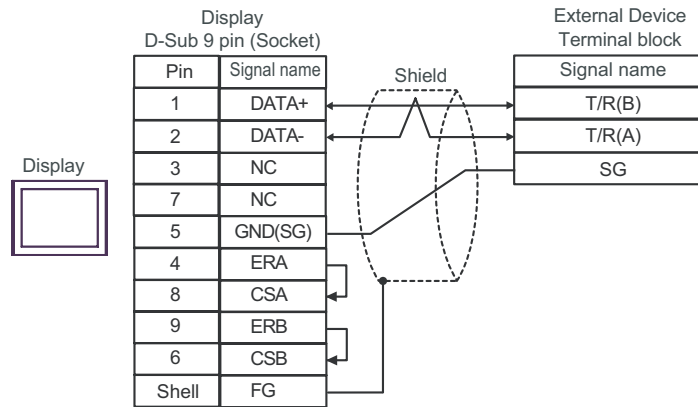 Display
D-Sub 9 pin (Socket)
External Device
Terminal block
Pin Signal name
Shield
Signal name
1 DATA+
T/R(B)
2 DATA-
T/R(A)
3 NC
SG
Display
7 NC
5 GND(SG)
4 ERA
8 CSA
9 ERB
6 CSB
Shell FG